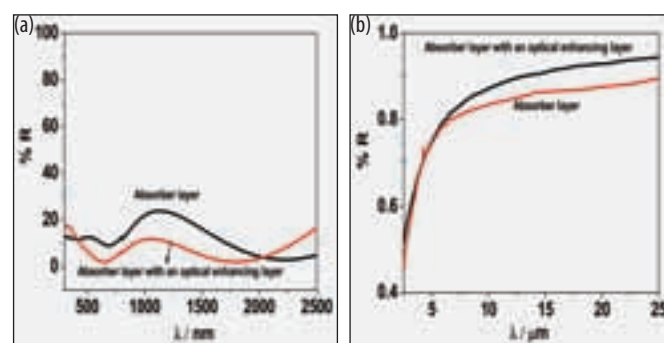 (a)
100
80
60
40
20
0
% R
Absorber layer
Absorber layer with an optical enhancing layer
500 1000 1500 2000 2500
λ / nm
(b)
1.0
0.8
0.6
0.4
% R
Absorber layer with an optical enhancing layer
Absorber layer
5 10 15 20 25
λ / μm